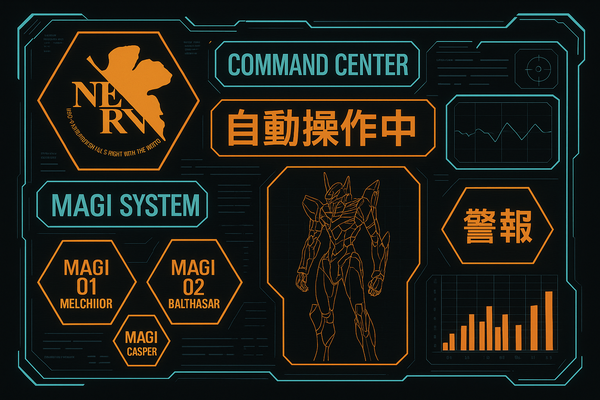 NERV
COMMAND CENTER
自動操作中
MAGI SYSTEM
警報
MAGI
01
MELCHIIOR
MAGI
02
BALTHASAR
MAGI
CASPER